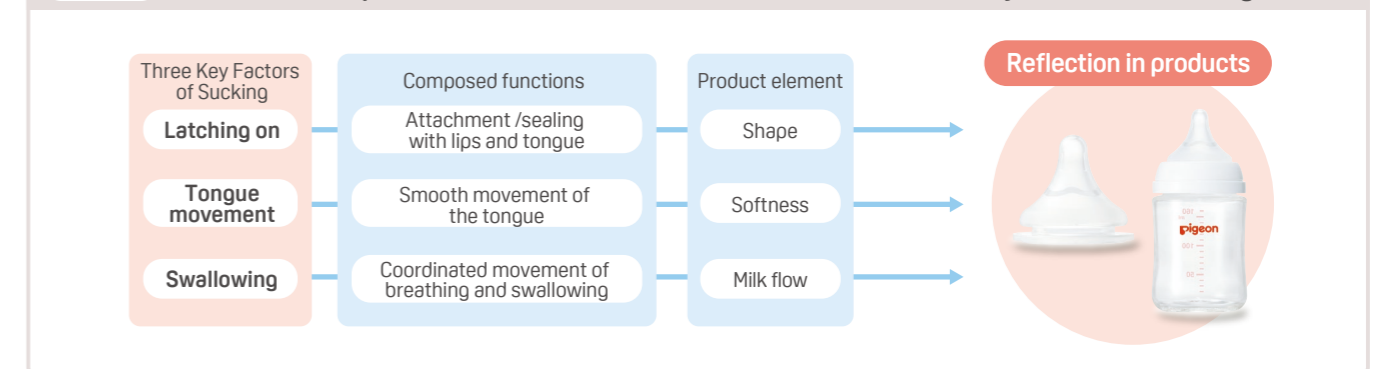 Three Key Factors
of Sucking
Composed functions
Product element
Reflection in products
Latching on
Attachment /sealing
with lips and tongue
Shape
Tongue
movement
Smooth movement of
the tongue
Softness
Swallowing
Coordinated movement of
breathing and swallowing
Milk flow
pigeon